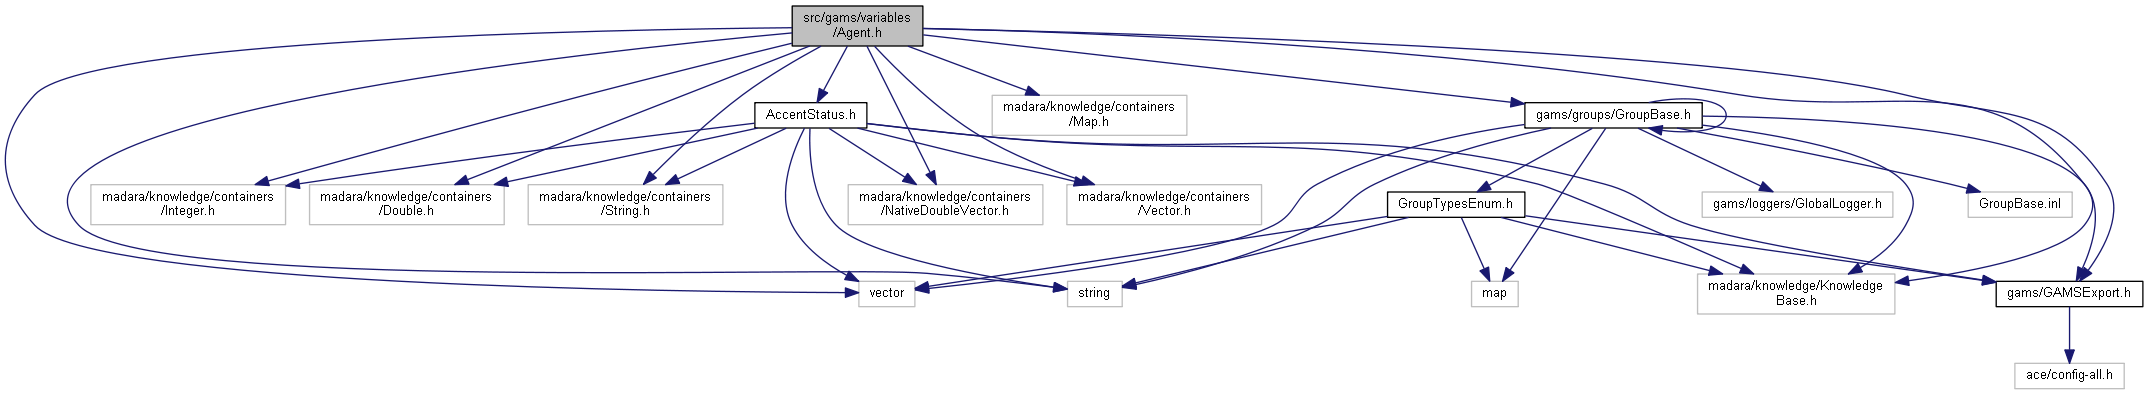 src/gams/variables
/Agent.h
AccentStatus.h
madara/knowledge/containers
/Map.h
gams/groups/GroupBase.h
madara/knowledge/containers
/Integer.h
madara/knowledge/containers
/Double.h
madara/knowledge/containers
/String.h
madara/knowledge/containers
/NativeDoubleVector.h
madara/knowledge/containers
/Vector.h
GroupTypesEnum.h
gams/loggers/GlobalLogger.h
GroupBase.inl
vector
string
map
madara/knowledge/Knowledge
Base.h
gams/GAMSExport.h
ace/config-all.h